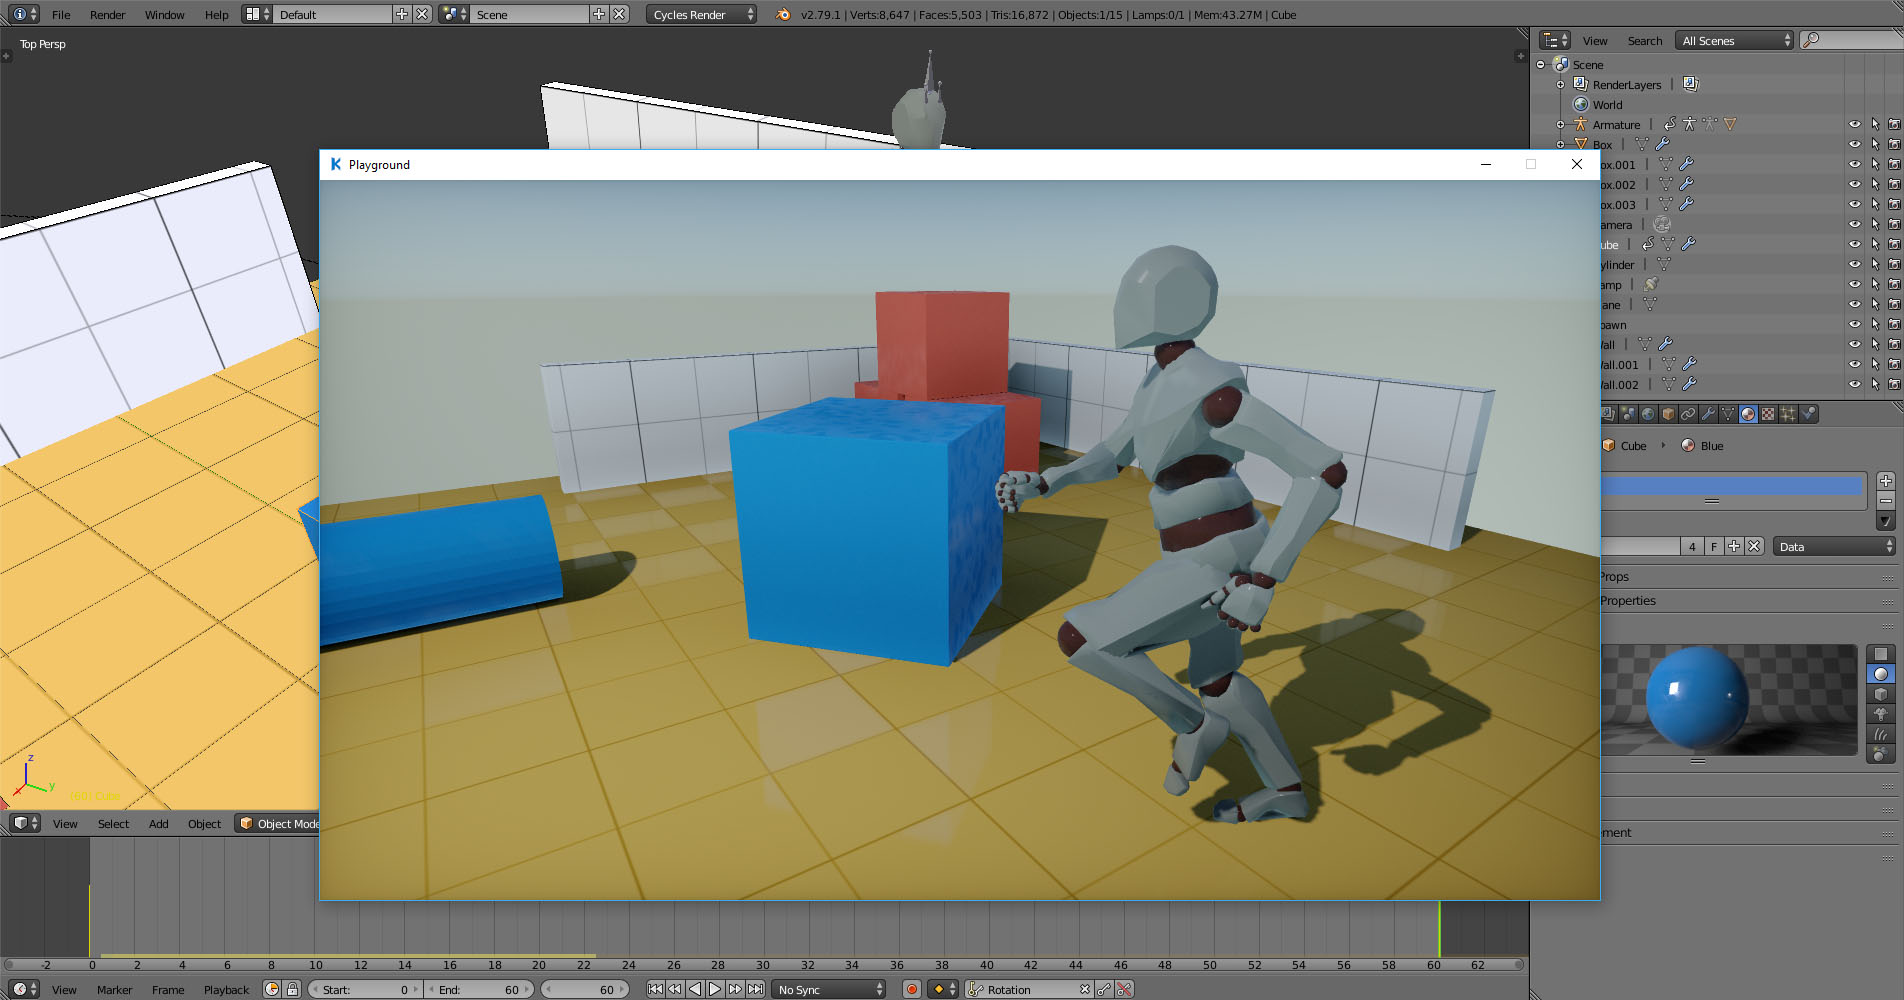 File Render Window Help Default Scene Cycles Render v2.79.1 | Verts:8,647 | Faces:5,503 | Tris:16,872 | Objects:1/15 | Lamps:0/1 | Mem:43.27M | Cube
Top Persp
View Search All Scenes
Scene
RenderLayers |
World
Armature |
Box |
ox.001 |
ox.002 |
ox.003 |
amera |
ube |
ylinder |
amp |
ane |
pawn
all |
all.001 |
all.002 |
K Playground
Cube Blue
4 F Data
Props
Properties
ment
z
y
x
(60) Cube
View Select Add Object Object Mode
-2 0 2 4 6 8 10 12 14 16 18 20 22 24 26 28 30 32 34 36 38 40 42 44 46 48 50 52 54 56 58 60 62
View Marker Frame Playback Start: 0 End: 60 60 No Sync Rotation